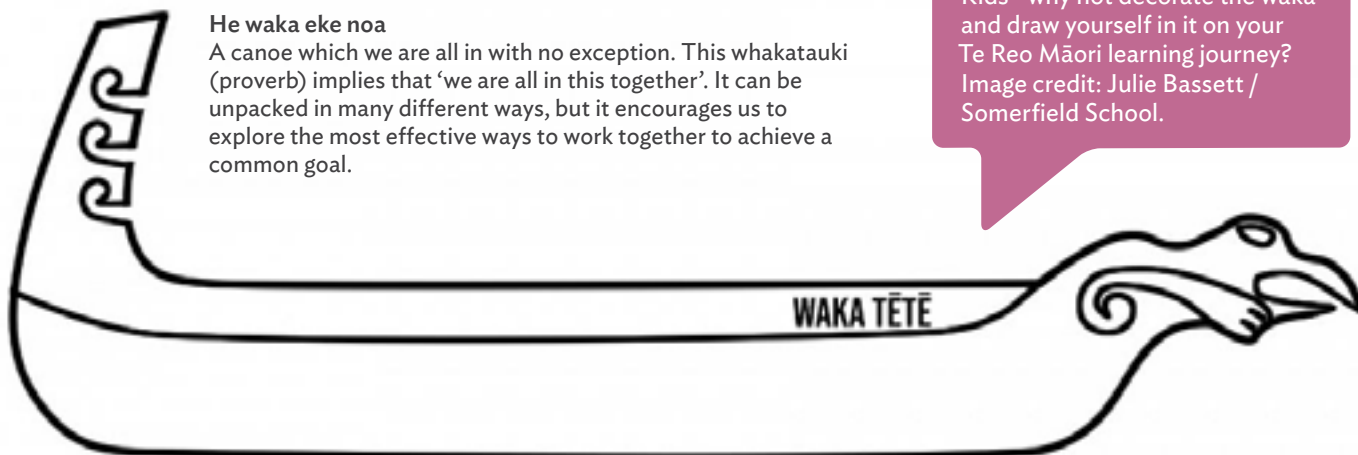 He waka eke noa
A canoe which we are all in with no exception. This whakatauki
(proverb) implies that ‘we are all in this together’. It can be
unpacked in many different ways, but it encourages us to
explore the most effective ways to work together to achieve a
common goal.
Kids - why not decorate the waka
and draw yourself in it on your
Te Reo Māori learning journey?
Image credit: Julie Bassett /
Somerfield School.
WAKA TĒTĒ